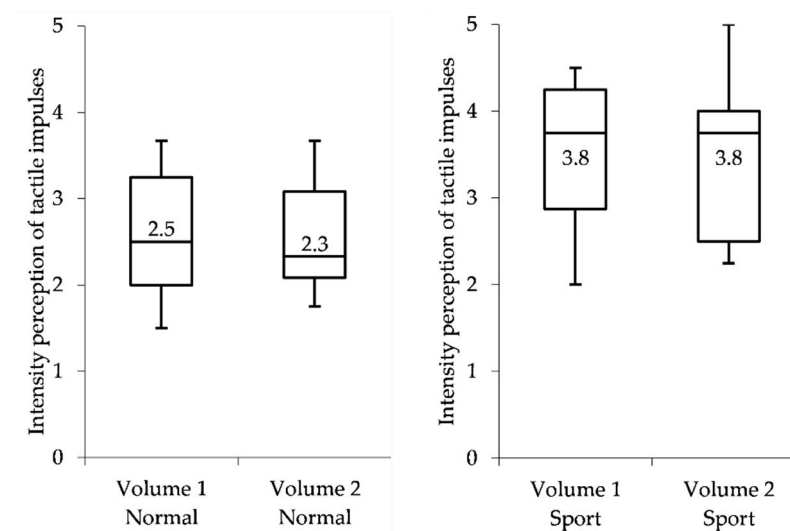 Intensity perception of tactile impulses
5
4
3
2
1
0
2.5
2.3
Volume 1
Normal
Volume 2
Normal
Intensity perception of tactile impulses
5
4
3
2
1
0
3.8
3.8
Volume 1
Sport
Volume 2
Sport